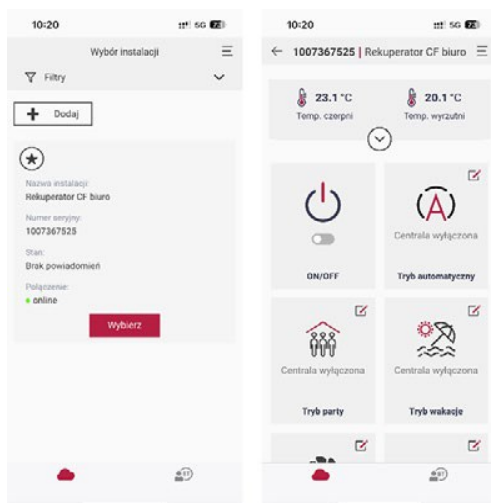 10:20
5G 73
Wybór instalacji
Filtry
Dodaj
Nazwa instalacji:
Rekuperator CF biuro
Numer seryjny:
1007367525
Stan:
Brak powiadomień
Połączenie:
online
Wybierz
10:20
5G
1007367525 | Rekuperator CF biuro
23.1 °C
20.1 °C
Temp. czerpni
Temp. wyrzutni
ON/OFF
A
Centrala wyłączona
Tryb automatyczny
Centrala wyłączona
Centrala wyłączona
Tryb party
Tryb wakacje